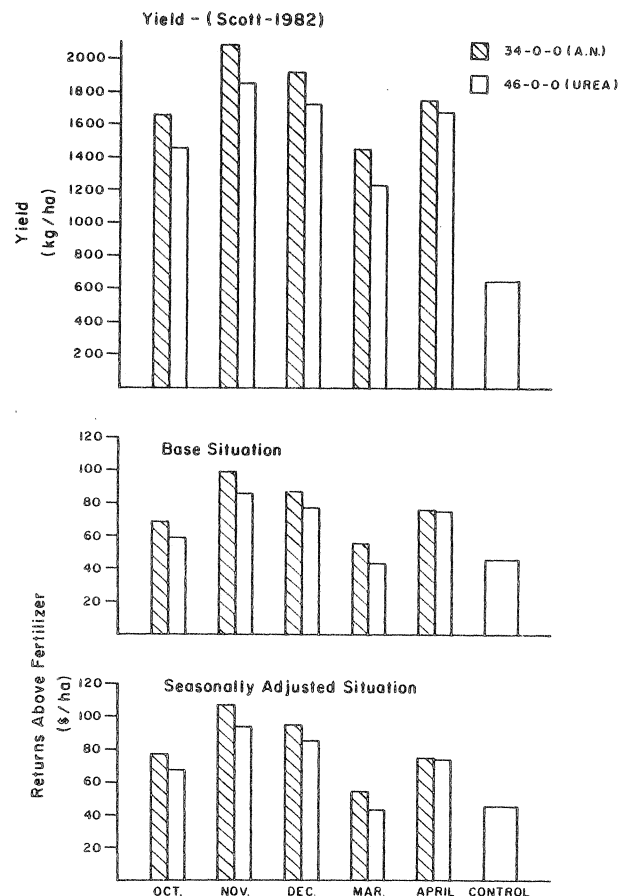 Yield - (Scott-1982)
34-0-0 (A.N.)
46-0-0 (UREA)
2000
1800
1600
1400
1200
1000
800
600
400
200
Yield
(kg/ha)
Base Situation
120
100
80
60
40
20
Seasonally Adjusted Situation
120
100
80
60
40
20
Returns Above Fertilizer
($/ha)
OCT. NOV. DEC. MAR. APRIL CONTROL